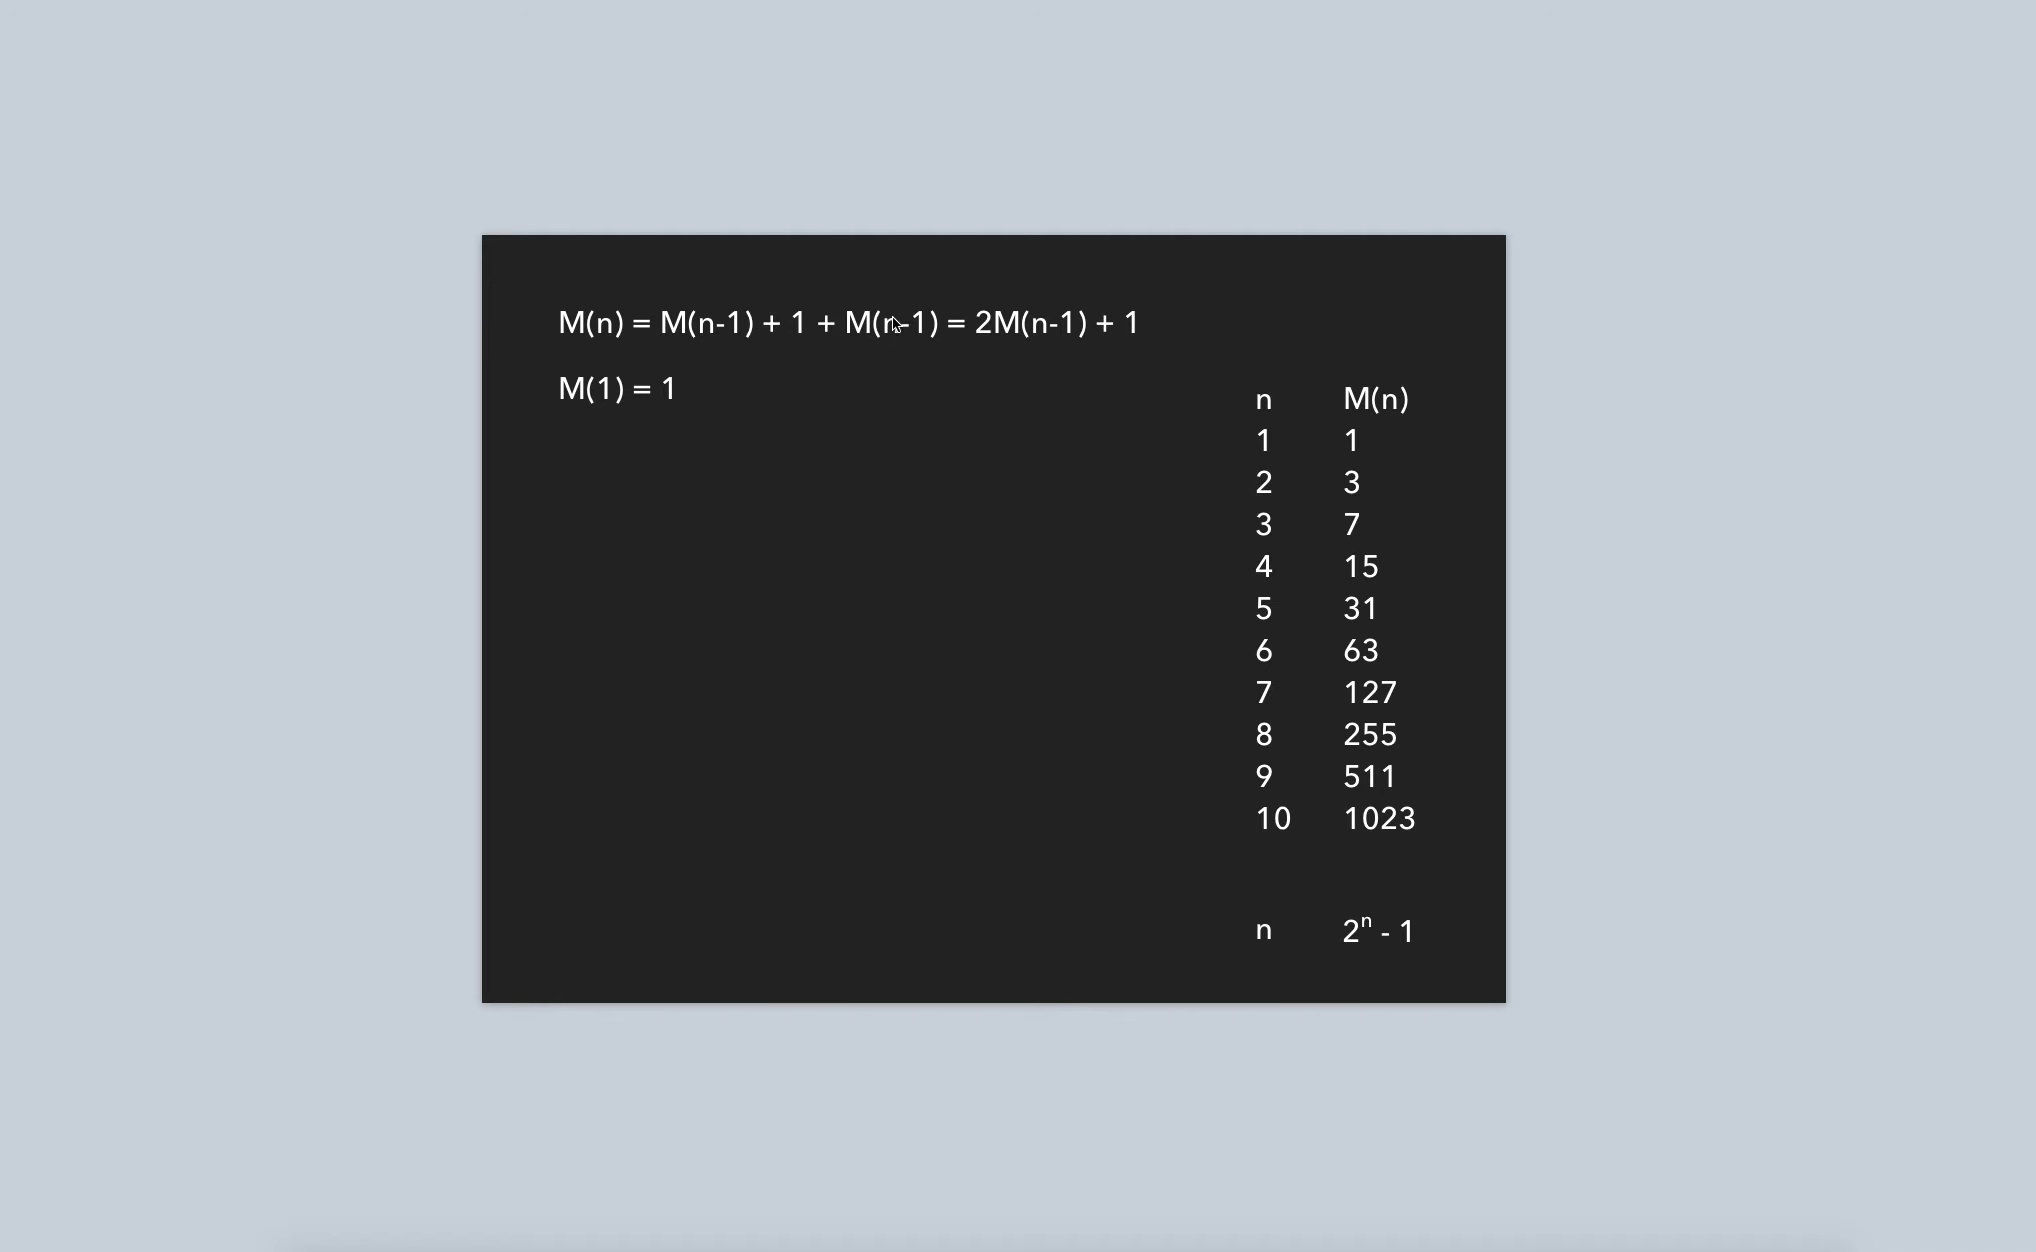 M(n) = M(n-1) + 1 + M(n-1) = 2M(n-1) + 1
M(1) = 1
n M(n)
1 1
2 3
3 7
4 15
5 31
6 63
7 127
8 255
9 511
10 1023
n 2ⁿ - 1